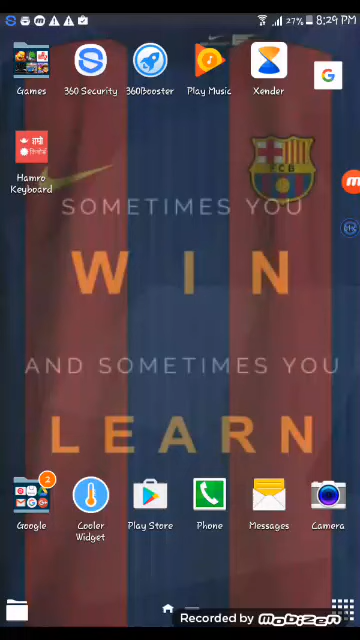 27% 8:29 PM
Games 360 Security 360Booster Play Music Xender
G
हाम्रो
Hamro Keyboard
FCB
SOMETIMES YOU
WIN
AND SOMETIMES YOU
LEARN
2
Google Cooler Widget Play Store Phone Messages Camera
Recorded by MOBIZEN